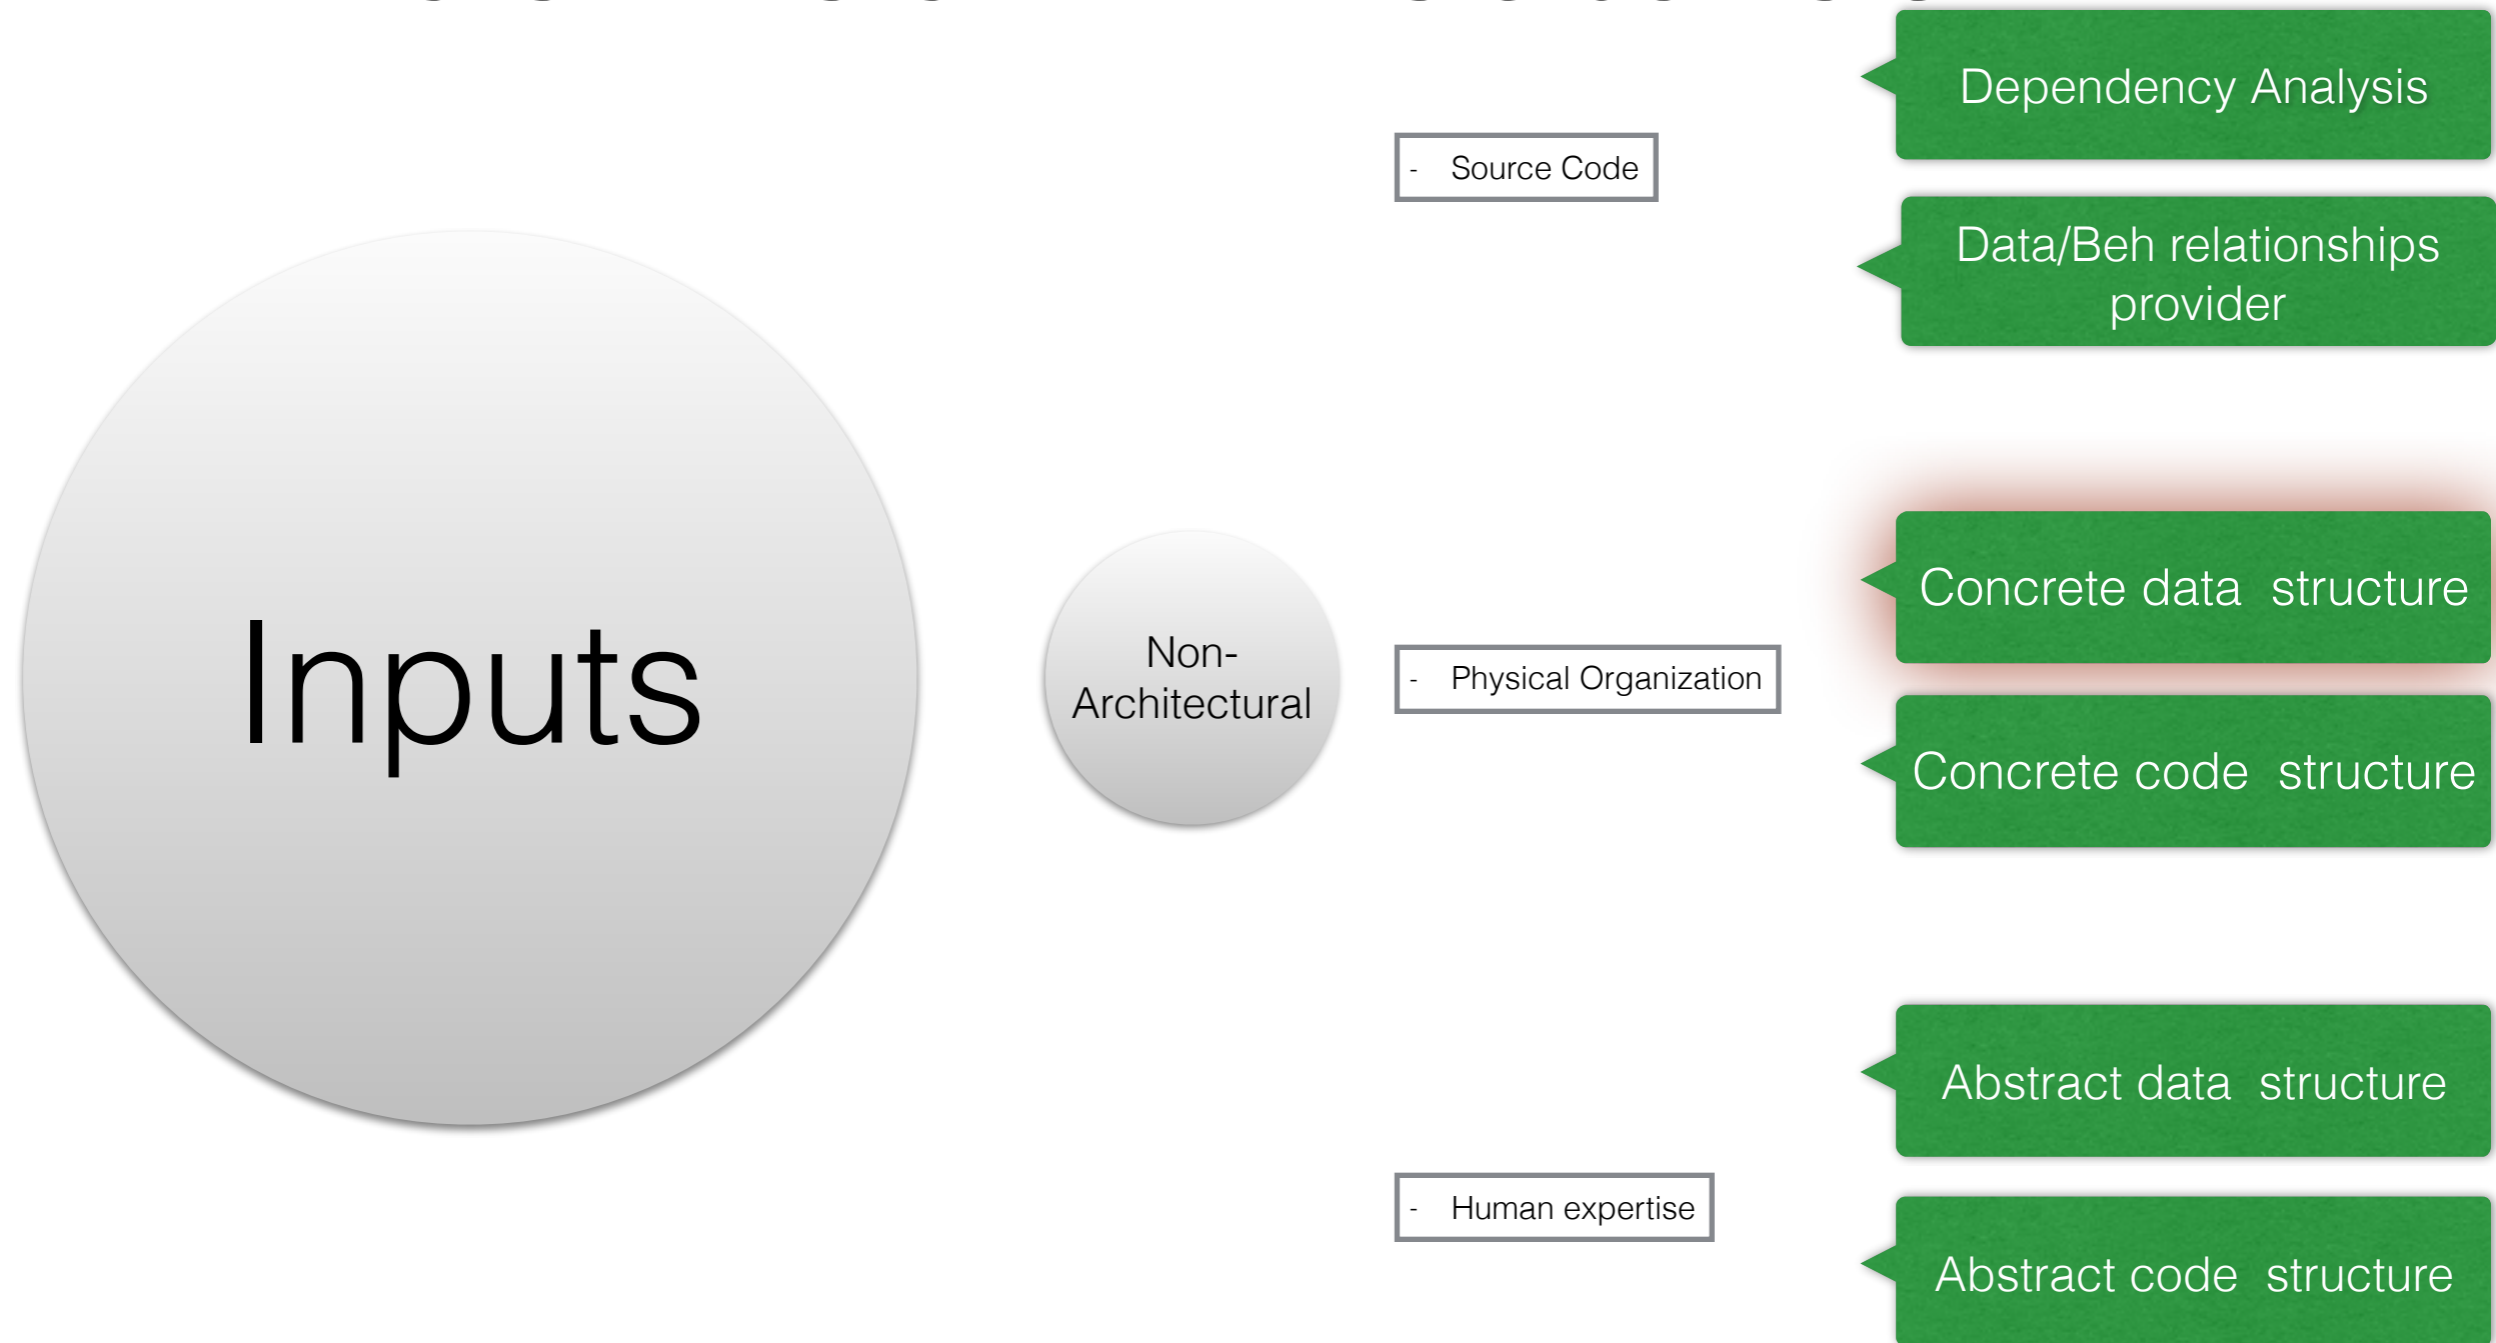 Inputs
Non-
Architectural
- Source Code
- Physical Organization
- Human expertise
Dependency Analysis
Data/Beh relationships
provider
Concrete data  structure
Concrete code  structure
Abstract data  structure
Abstract code  structure